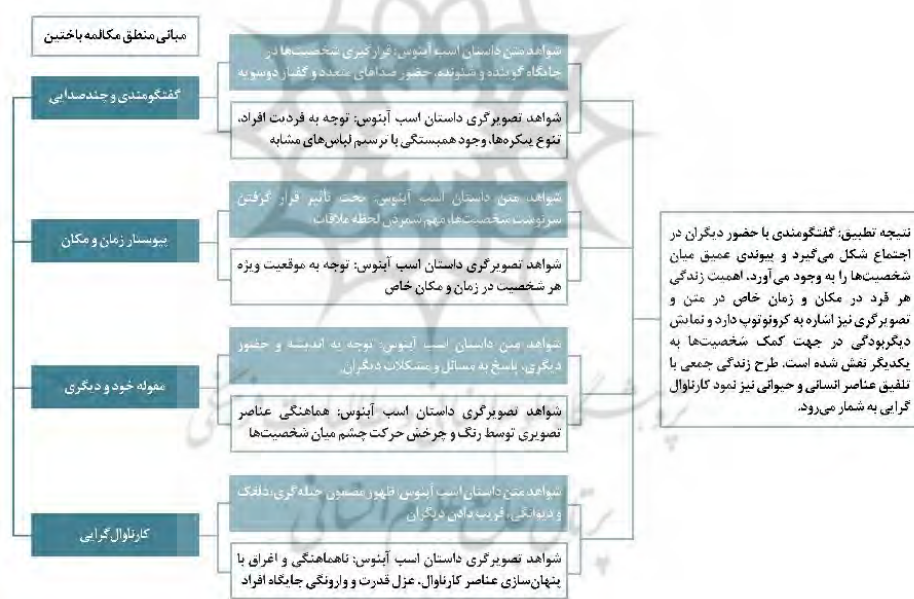 مبانی منطق مکالمه باختین
گفتگومندی و چندصدایی
شواهد متن داستان اسب آبنوس: قرارگیری شخصیت‌ها در
جایگاه گوینده و شنونده، حضور صداهای متعدد و گفتار دوسویه
شواهد تصویرگری داستان اسب آبنوس: توجه به فردیت افراد،
تنوع پیکره‌ها، وجود همبستگی با ترسیم لباس‌های مشابه
پیوستار زمان و مکان
شواهد متن داستان اسب آبنوس: تحت تأثیر قرار گرفتن
سرنوشت شخصیت‌ها، مهم شمردن لحظه ملاقات
شواهد تصویرگری داستان اسب آبنوس: توجه به موقعیت ویژه
هر شخصیت در زمان و مکان خاص
مقوله خود و دیگری
شواهد متن داستان اسب آبنوس: توجه به اندیشه و حضور
دیگری، پاسخ به مسائل و مشکلات دیگران
شواهد تصویرگری داستان اسب آبنوس: هماهنگی عناصر
تصویری توسط رنگ و چرخش حرکت چشم میان شخصیت‌ها
کارناوال‌گرایی
شواهد متن داستان اسب آبنوس: ظهور مضمون حیله‌گری، دلقک
و دیوانگی، فریب دادن دیگران
شواهد تصویرگری داستان اسب آبنوس: ناهماهنگی و اغراق با
پنهان‌سازی عناصر کارناوال، عزل قدرت و وارونگی جایگاه افراد
نتیجه تطبیق: گفتگومندی با حضور دیگران در
اجتماع شکل می‌گیرد و پیوندی عمیق میان
شخصیت‌ها را به وجود می‌آورد. اهمیت زندگی
هر فرد در مکان و زمان خاص در متن و
تصویرگری نیز اشاره به کرونوتوپ دارد و نمایش
دیگربودگی در جهت کمک شخصیت‌ها به
یکدیگر نقش شده است. طرح زندگی جمعی با
تلفیق عناصر انسانی و حیوانی نیز نمود کارناوال
گرایی به شمار می‌رود.